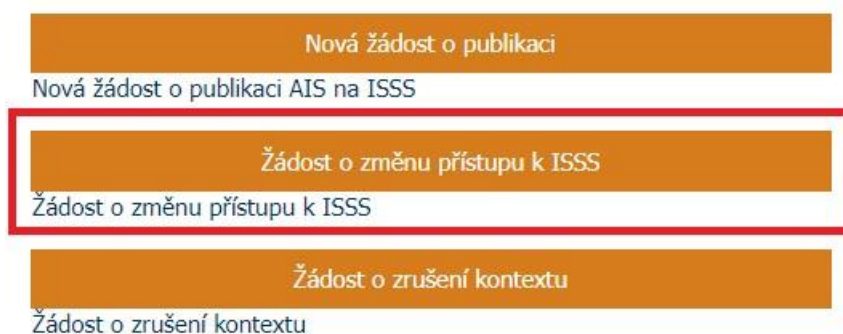 Nová žádost o publikaci
Nová žádost o publikaci AIS na ISSS
Žádost o změnu přístupu k ISSS
Žádost o změnu přístupu k ISSS
Žádost o zrušení kontextu
Žádost o zrušení kontextu